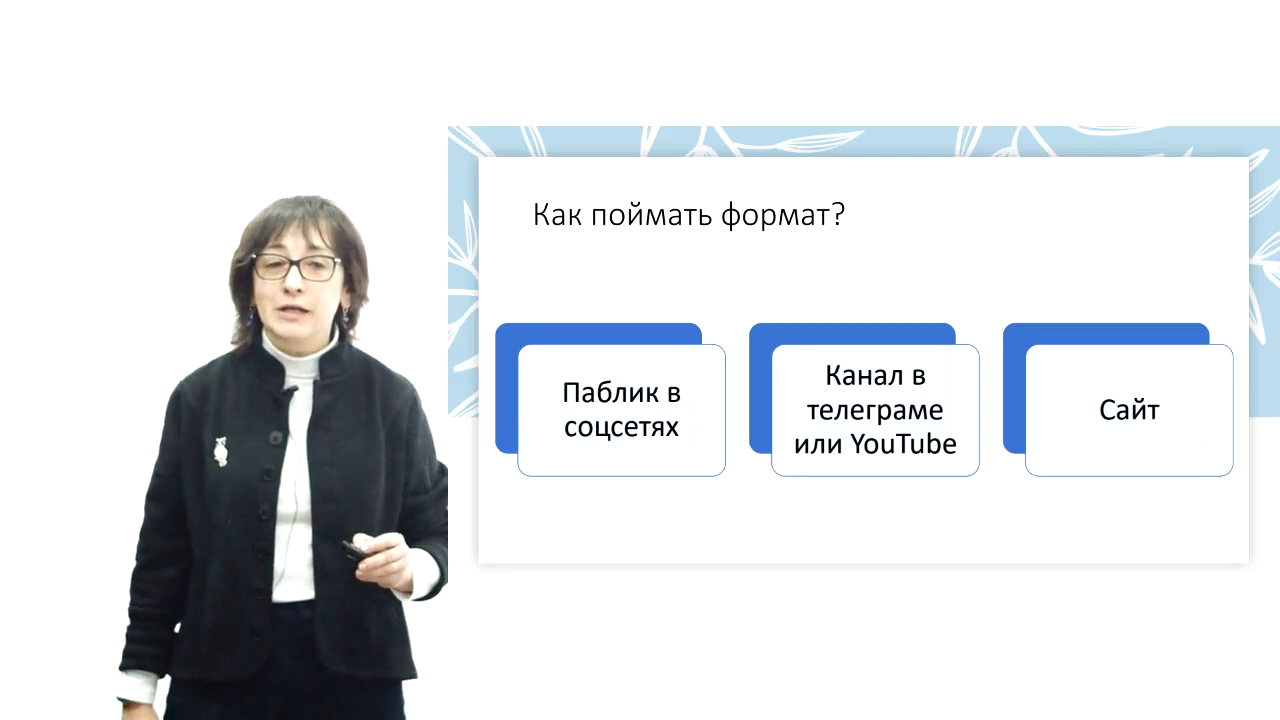 Как поймать формат?
Паблик в
соцсетях
Канал в
телеграме
или YouTube
Сайт